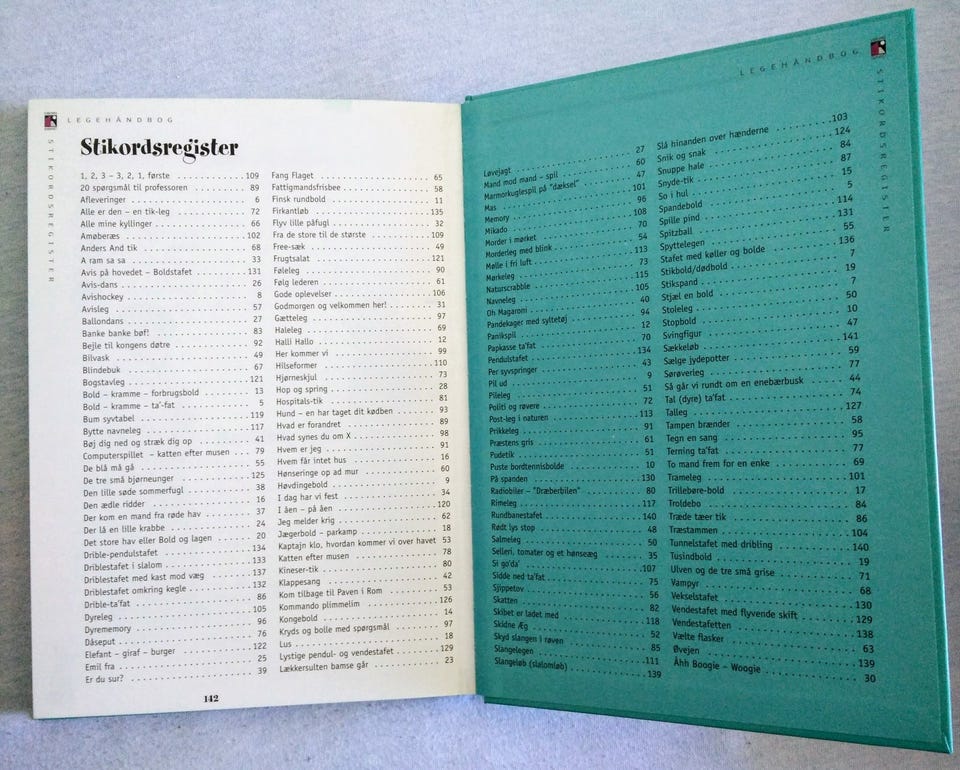 LEGEHÅNDBOG
STIKORDSREGISTER
Stikordsregister
1, 2, 3 – 3, 2, 1, første 109
20 spørgsmål til professoren 89
Afleveringer 6
Alle er den – en tik-leg 72
Alle mine kyllinger 66
Amøberæs 102
Anders And tik 68
A ram sa sa 33
Avis på hovedet – Boldstafet 131
Avis-dans 26
Avishockey 8
Avisleg 57
Ballondans 27
Banke banke bøf! 83
Bejle til kongens døtre 92
Bilvask 49
Blindebuk 67
Bogstavleg 121
Bold – kramme – forbrugsbold 13
Bold – kramme – ta'-fat 5
Bum syvtabel 119
Bytte navneleg 117
Bøj dig ned og stræk dig op 41
Computerspillet – katten efter musen 79
De blå må gå 55
De tre små bjørneunger 125
Den lille søde sommerfugl 38
Den ædle ridder 16
Der kom en mand fra røde hav 37
Der lå en lille krabbe 24
Det store hav eller Bold og lagen 20
Drible-pendulstafet 134
Driblestafet i slalom 133
Driblestafet med kast mod væg 137
Driblestafet omkring kegle 132
Drible-ta'fat 86
Dyreleg 105
Dyrememory 96
Dåseput 76
Elefant – giraf – burger 122
Emil fra 25
Er du sur? 39
Fang Flaget 65
Fattigmandsfrisbee 58
Finsk rundbold 11
Firkantløb 135
Flyv lille påfugl 32
Fra de store til de største 109
Free-sæk 49
Frugtsalat 121
Føleleg 90
Følg lederen 61
Gode oplevelser 106
Godmorgen og velkommen her! 31
Gætteleg 97
Haleleg 69
Halli Hallo 12
Her kommer vi 99
Hilseformer 110
Hjørneskjul 73
Hop og spring 28
Hospitals-tik 81
Hund – en har taget dit kødben 93
Hvad er forandret 89
Hvad synes du om X 98
Hvem er jeg 91
Hvem får intet hus 16
Hønseringe op ad mur 60
Høvdingebold 9
I dag har vi fest 34
I åen – på åen 120
Jeg melder krig 62
Jægerbold – parkamp 18
Kaptajn klo, hvordan kommer vi over havet 53
Katten efter musen 78
Kineser-tik 80
Klappesang 42
Kom tilbage til Paven i Rom 53
Kommando plimmelim 126
Kongebold 14
Kryds og bolle med spørgsmål 97
Lus 18
Lystige pendul- og vendestafet 129
Lækkersulten bamse går 23
142
LEGEHÅNDBOG
STIKORDSREGISTER
Løvejagt 27
Mand mod mand – spil 60
Marmorkuglespil på "dæksel" 47
Mas 101
Memory 96
Mikado 108
Morder i mørket 70
Morderleg med blink 54
Mølle i fri luft 113
Mørkeleg 73
Naturscrabble 115
Navneleg 105
Oh Magaroni 40
Pandekager med syltetøj 94
Panikspil 12
Papkasse ta'fat 70
Pendulstafet 134
Per syvspringer 43
Pil ud 9
Pileleg 51
Politi og røvere 72
Post-leg i naturen 113
Prikkeleg 91
Præstens gris 61
Pudetik 51
Puste bordtennisbolde 10
På spanden 130
Radiobiler – "Dræberbilen" 80
Rimeleg 117
Rundbanestafet 140
Rødt lys stop 48
Salmeleg 50
Selleri, tomater og et hønseæg 35
Si go'da' 107
Sidde ned ta'fat 75
Sjippetov 56
Skatten 82
Skibet er ladet med 118
Skidne Æg 52
Skyd slangen i røven 85
Slangelegen 111
Slangeløb (slalomløb) 139
Slå hinanden over hænderne 103
Snik og snak 124
Snuppe hale 84
Snyde-tik 87
So i hul 15
Spandebold 5
Spille pind 114
Spitzball 131
Spyttelegen 55
Stafet med køller og bolde 136
Stikbold/dødbold 7
Stikspand 19
Stjæl en bold 7
Stoleleg 50
Stopbold 10
Svingfigur 47
Sækkeløb 141
Sælge jydepotter 59
Sørøverleg 77
Så går vi rundt om en enebærbusk 44
Tal (dyre) ta'fat 74
Talleg 127
Tampen brænder 58
Tegn en sang 95
Terning ta'fat 77
To mand frem for en enke 69
Trameleg 101
Trillebøre-bold 17
Troldebo 84
Træde tæer tik 86
Træstammen 104
Tunnelstafet med dribling 140
Tusindbold 19
Ulven og de tre små grise 71
Vampyr 68
Vekselstafet 130
Vendestafet med flyvende skift 129
Vendestafetten 138
Vælte flasker 63
Øvejen 139
Åhh Boogie – Woogie 30